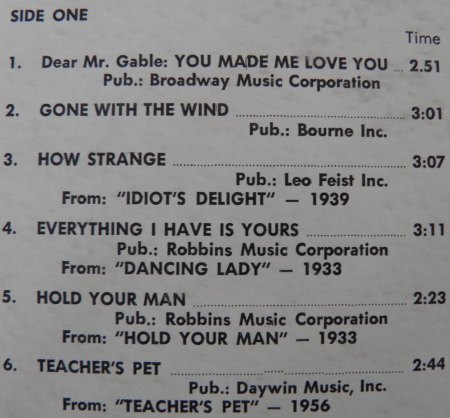 SIDE ONE
Time
1. Dear Mr. Gable: YOU MADE ME LOVE YOU ... 2.51
Pub.: Broadway Music Corporation
2. GONE WITH THE WIND ... 3:01
Pub.: Bourne Inc.
3. HOW STRANGE ... 3:07
Pub.: Leo Feist Inc.
From: "IDIOT'S DELIGHT" — 1939
4. EVERYTHING I HAVE IS YOURS ... 3:11
Pub.: Robbins Music Corporation
From: "DANCING LADY" — 1933
5. HOLD YOUR MAN ... 2:23
Pub.: Robbins Music Corporation
From: "HOLD YOUR MAN" — 1933
6. TEACHER'S PET ... 2:44
Pub.: Daywin Music, Inc.
From: "TEACHER'S PET" — 1956